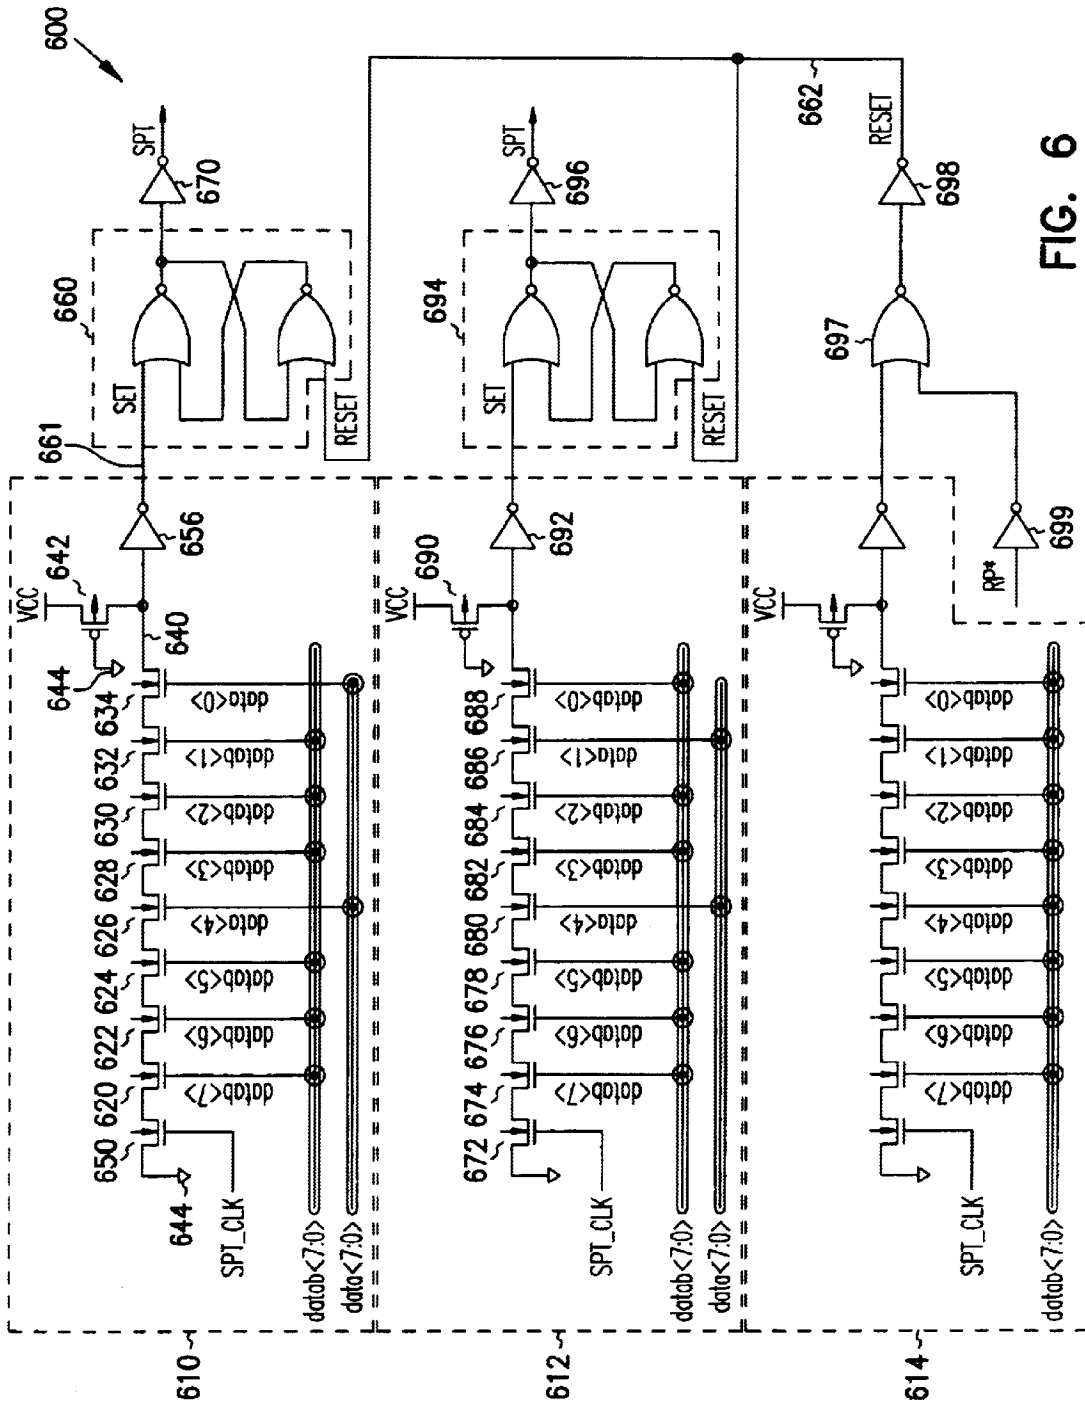 600
610
VCC
642
644
634
632
630
628
626
624
622
620
650
640
656
661
660
SET
RESET
670
SPT
data<0>
datab<1>
datab<2>
datab<3>
data<4>
datab<5>
datab<6>
datab<7>
644
SPT_CLK
datab<7:0>
data<7:0>
612
VCC
690
688
686
684
682
680
678
676
674
672
692
694
SET
RESET
696
SPT
datab<0>
data<1>
datab<2>
datab<3>
data<4>
datab<5>
datab<6>
datab<7>
SPT_CLK
datab<7:0>
data<7:0>
662
614
VCC
697
698
RESET
RP*
699
datab<0>
datab<1>
datab<2>
datab<3>
datab<4>
datab<5>
datab<6>
datab<7>
SPT_CLK
datab<7:0>
FIG. 6